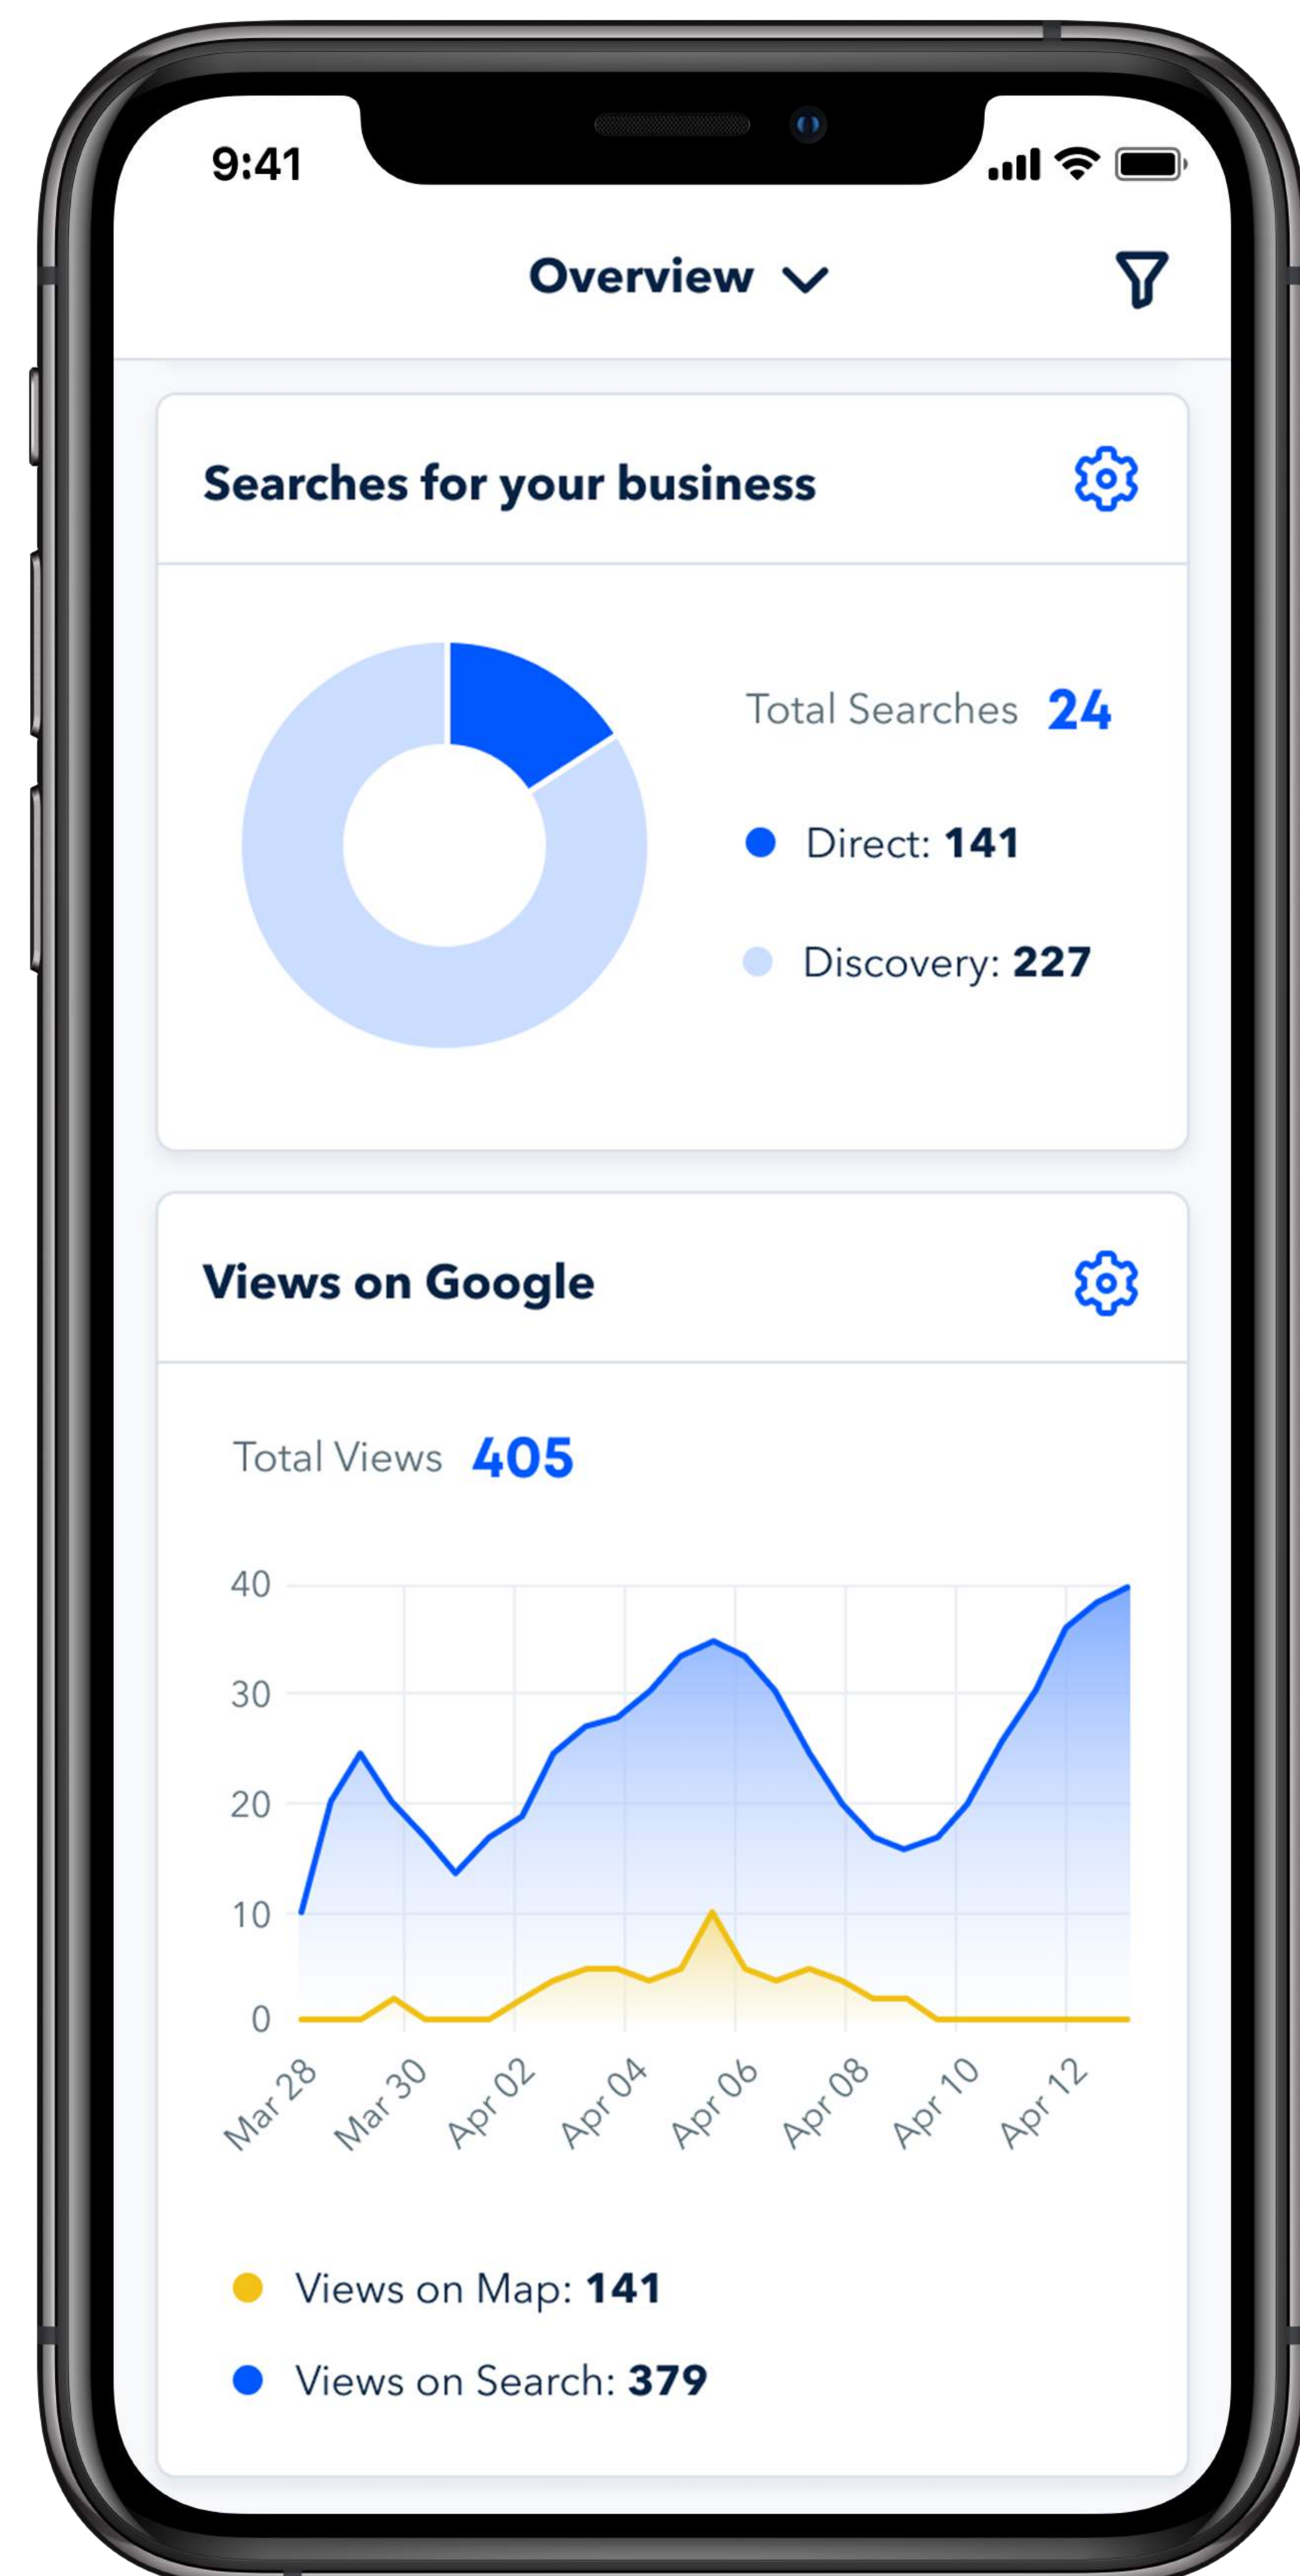 9:41
Overview
Searches for your business
Total Searches 24
Direct: 141
Discovery: 227
Views on Google
Total Views 405
40
30
20
10
0
Mar 28 Mar 30 Apr 02 Apr 04 Apr 06 Apr 08 Apr 10 Apr 12
Views on Map: 141
Views on Search: 379